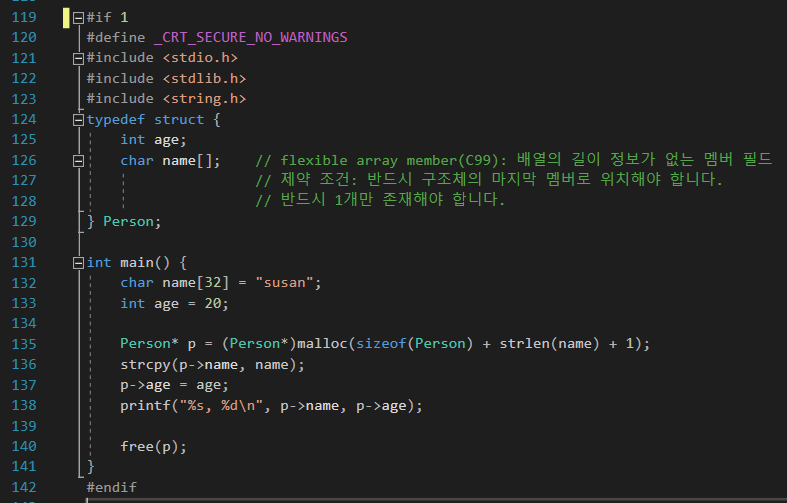 119 #if 1
120 #define _CRT_SECURE_NO_WARNINGS
121 #include <stdio.h>
122 #include <stdlib.h>
123 #include <string.h>
124 typedef struct {
125 int age;
126 char name[]; // flexible array member(C99): 배열의 길이 정보가 없는 멤버 필드
127 // 제약 조건: 반드시 구조체의 마지막 멤버로 위치해야 합니다.
128 // 반드시 1개만 존재해야 합니다.
129 } Person;
130
131 int main() {
132 char name[32] = "susan";
133 int age = 20;
134
135 Person* p = (Person*)malloc(sizeof(Person) + strlen(name) + 1);
136 strcpy(p->name, name);
137 p->age = age;
138 printf("%s, %d\n", p->name, p->age);
139
140 free(p);
141 }
142 #endif